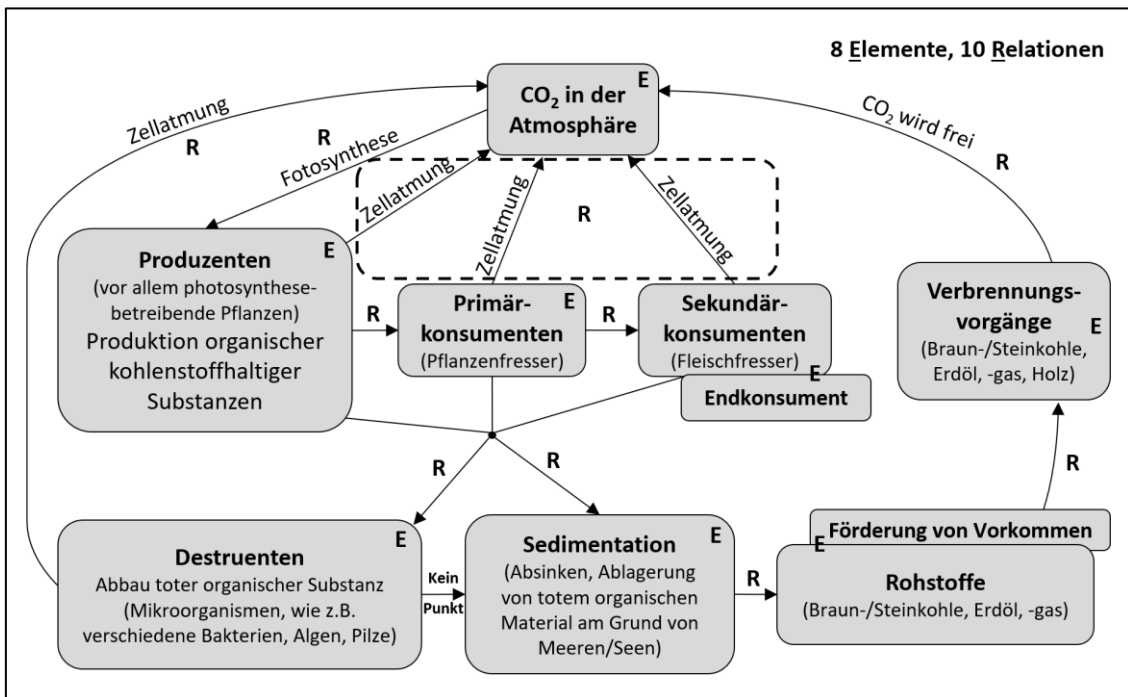 8 Elemente, 10 Relationen
E
CO₂ in der
Atmosphäre
Zellatmung
R
R
Fotosynthese
Zellatmung
Zellatmung
R
Zellatmung
CO₂ wird frei
R
E
Produzenten
(vor allem photosynthese-
betreibende Pflanzen)
Produktion organischer
kohlenstoffhaltiger
Substanzen
R
E
Primär-
konsumenten
(Pflanzenfresser)
R
Sekundär-
konsumenten
(Fleischfresser)
E
Endkonsument
Verbrennungs-
vorgänge
E
(Braun-/Steinkohle,
Erdöl, -gas, Holz)
R
R
R
E
Destruenten
Abbau toter organischer Substanz
(Mikroorganismen, wie z.B.
verschiedene Bakterien, Algen, Pilze)
Kein
Punkt
E
Sedimentation
(Absinken, Ablagerung
von totem organischen
Material am Grund von
Meeren/Seen)
R
Förderung von Vorkommen
E
Rohstoffe
(Braun-/Steinkohle, Erdöl, -gas)